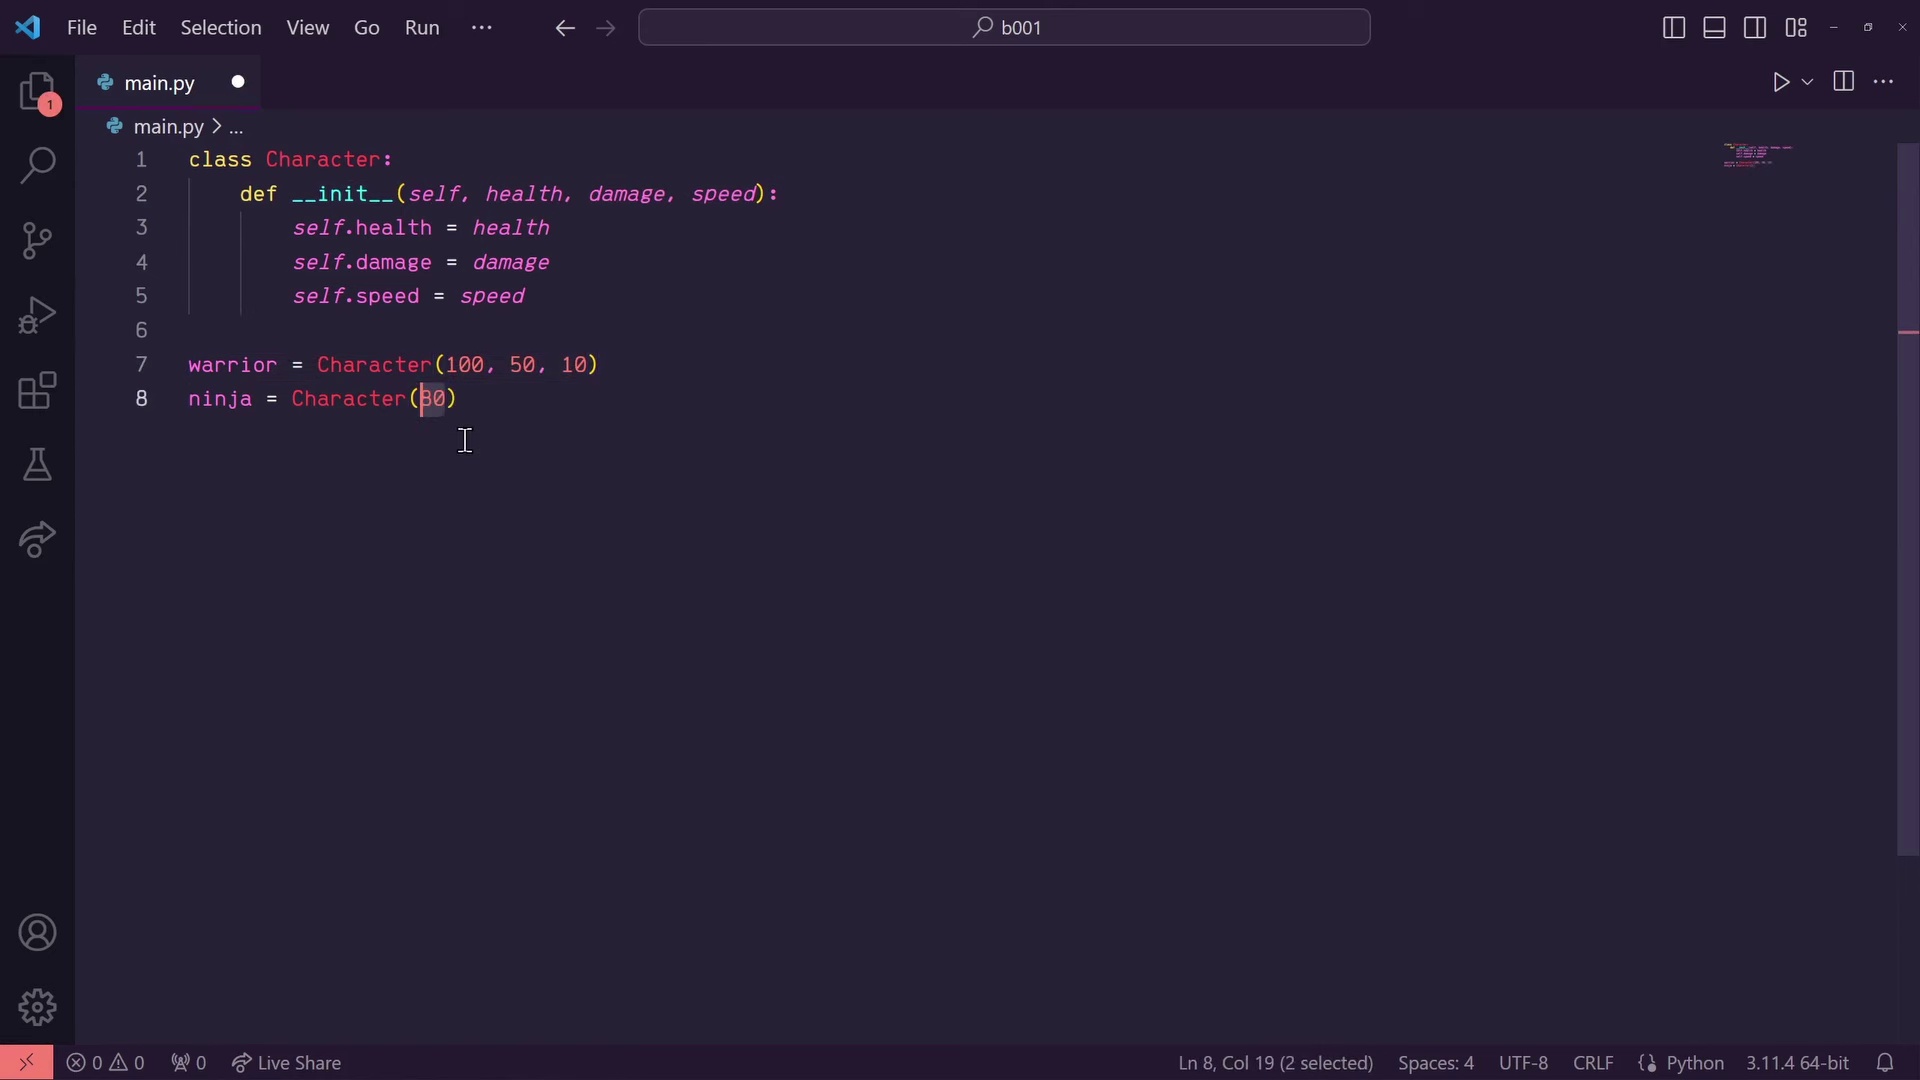 File Edit Selection View Go Run ··· b001
main.py
main.py > ...
1 class Character:
2 def __init__(self, health, damage, speed):
3 self.health = health
4 self.damage = damage
5 self.speed = speed
6
7 warrior = Character(100, 50, 10)
8 ninja = Character(80)
1
0 0 0 Live Share Ln 8, Col 19 (2 selected) Spaces: 4 UTF-8 CRLF Python 3.11.4 64-bit